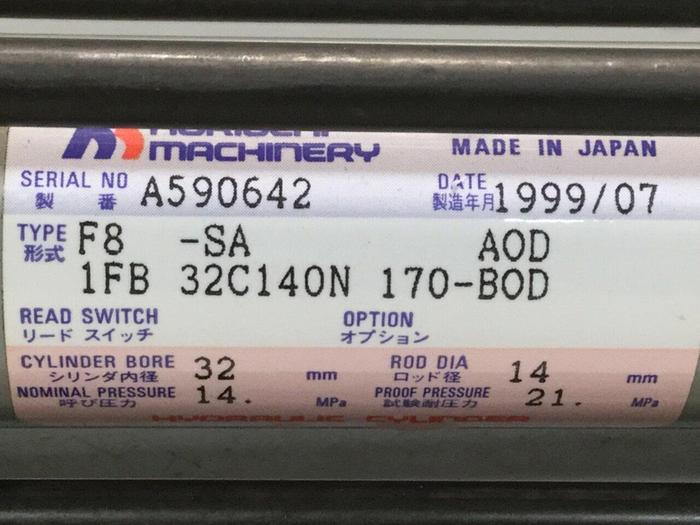 HORIUCHI
MACHINERY MADE IN JAPAN
SERIAL NO A590642 DATE 1999/07
製 番 製造年月
TYPE F8 -SA AOD
形式 1FB 32C140N 170-BOD
READ SWITCH OPTION
リード スイッチ オプション
CYLINDER BORE 32 mm ROD DIA 14 mm
シリンダ内径 ロッド径
NOMINAL PRESSURE 14. MPa PROOF PRESSURE 21. MPa
呼び圧力 試験耐圧力
HYDRAULIC CYLINDER